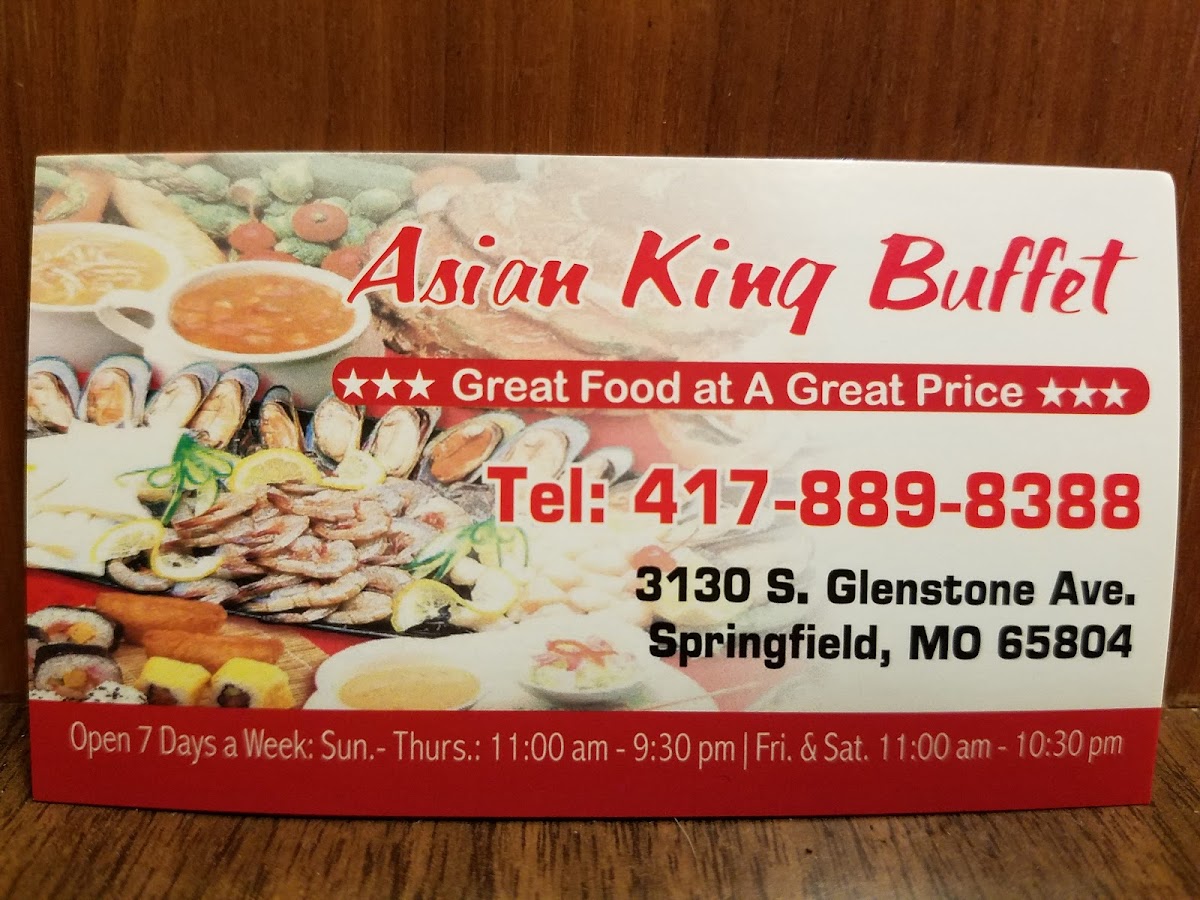 Asian King Buffet
★★★ Great Food at A Great Price ★★★
Tel: 417-889-8388
3130 S. Glenstone Ave.
Springfield, MO 65804
Open 7 Days a Week: Sun.- Thurs.: 11:00 am - 9:30 pm | Fri. & Sat. 11:00 am - 10:30 pm